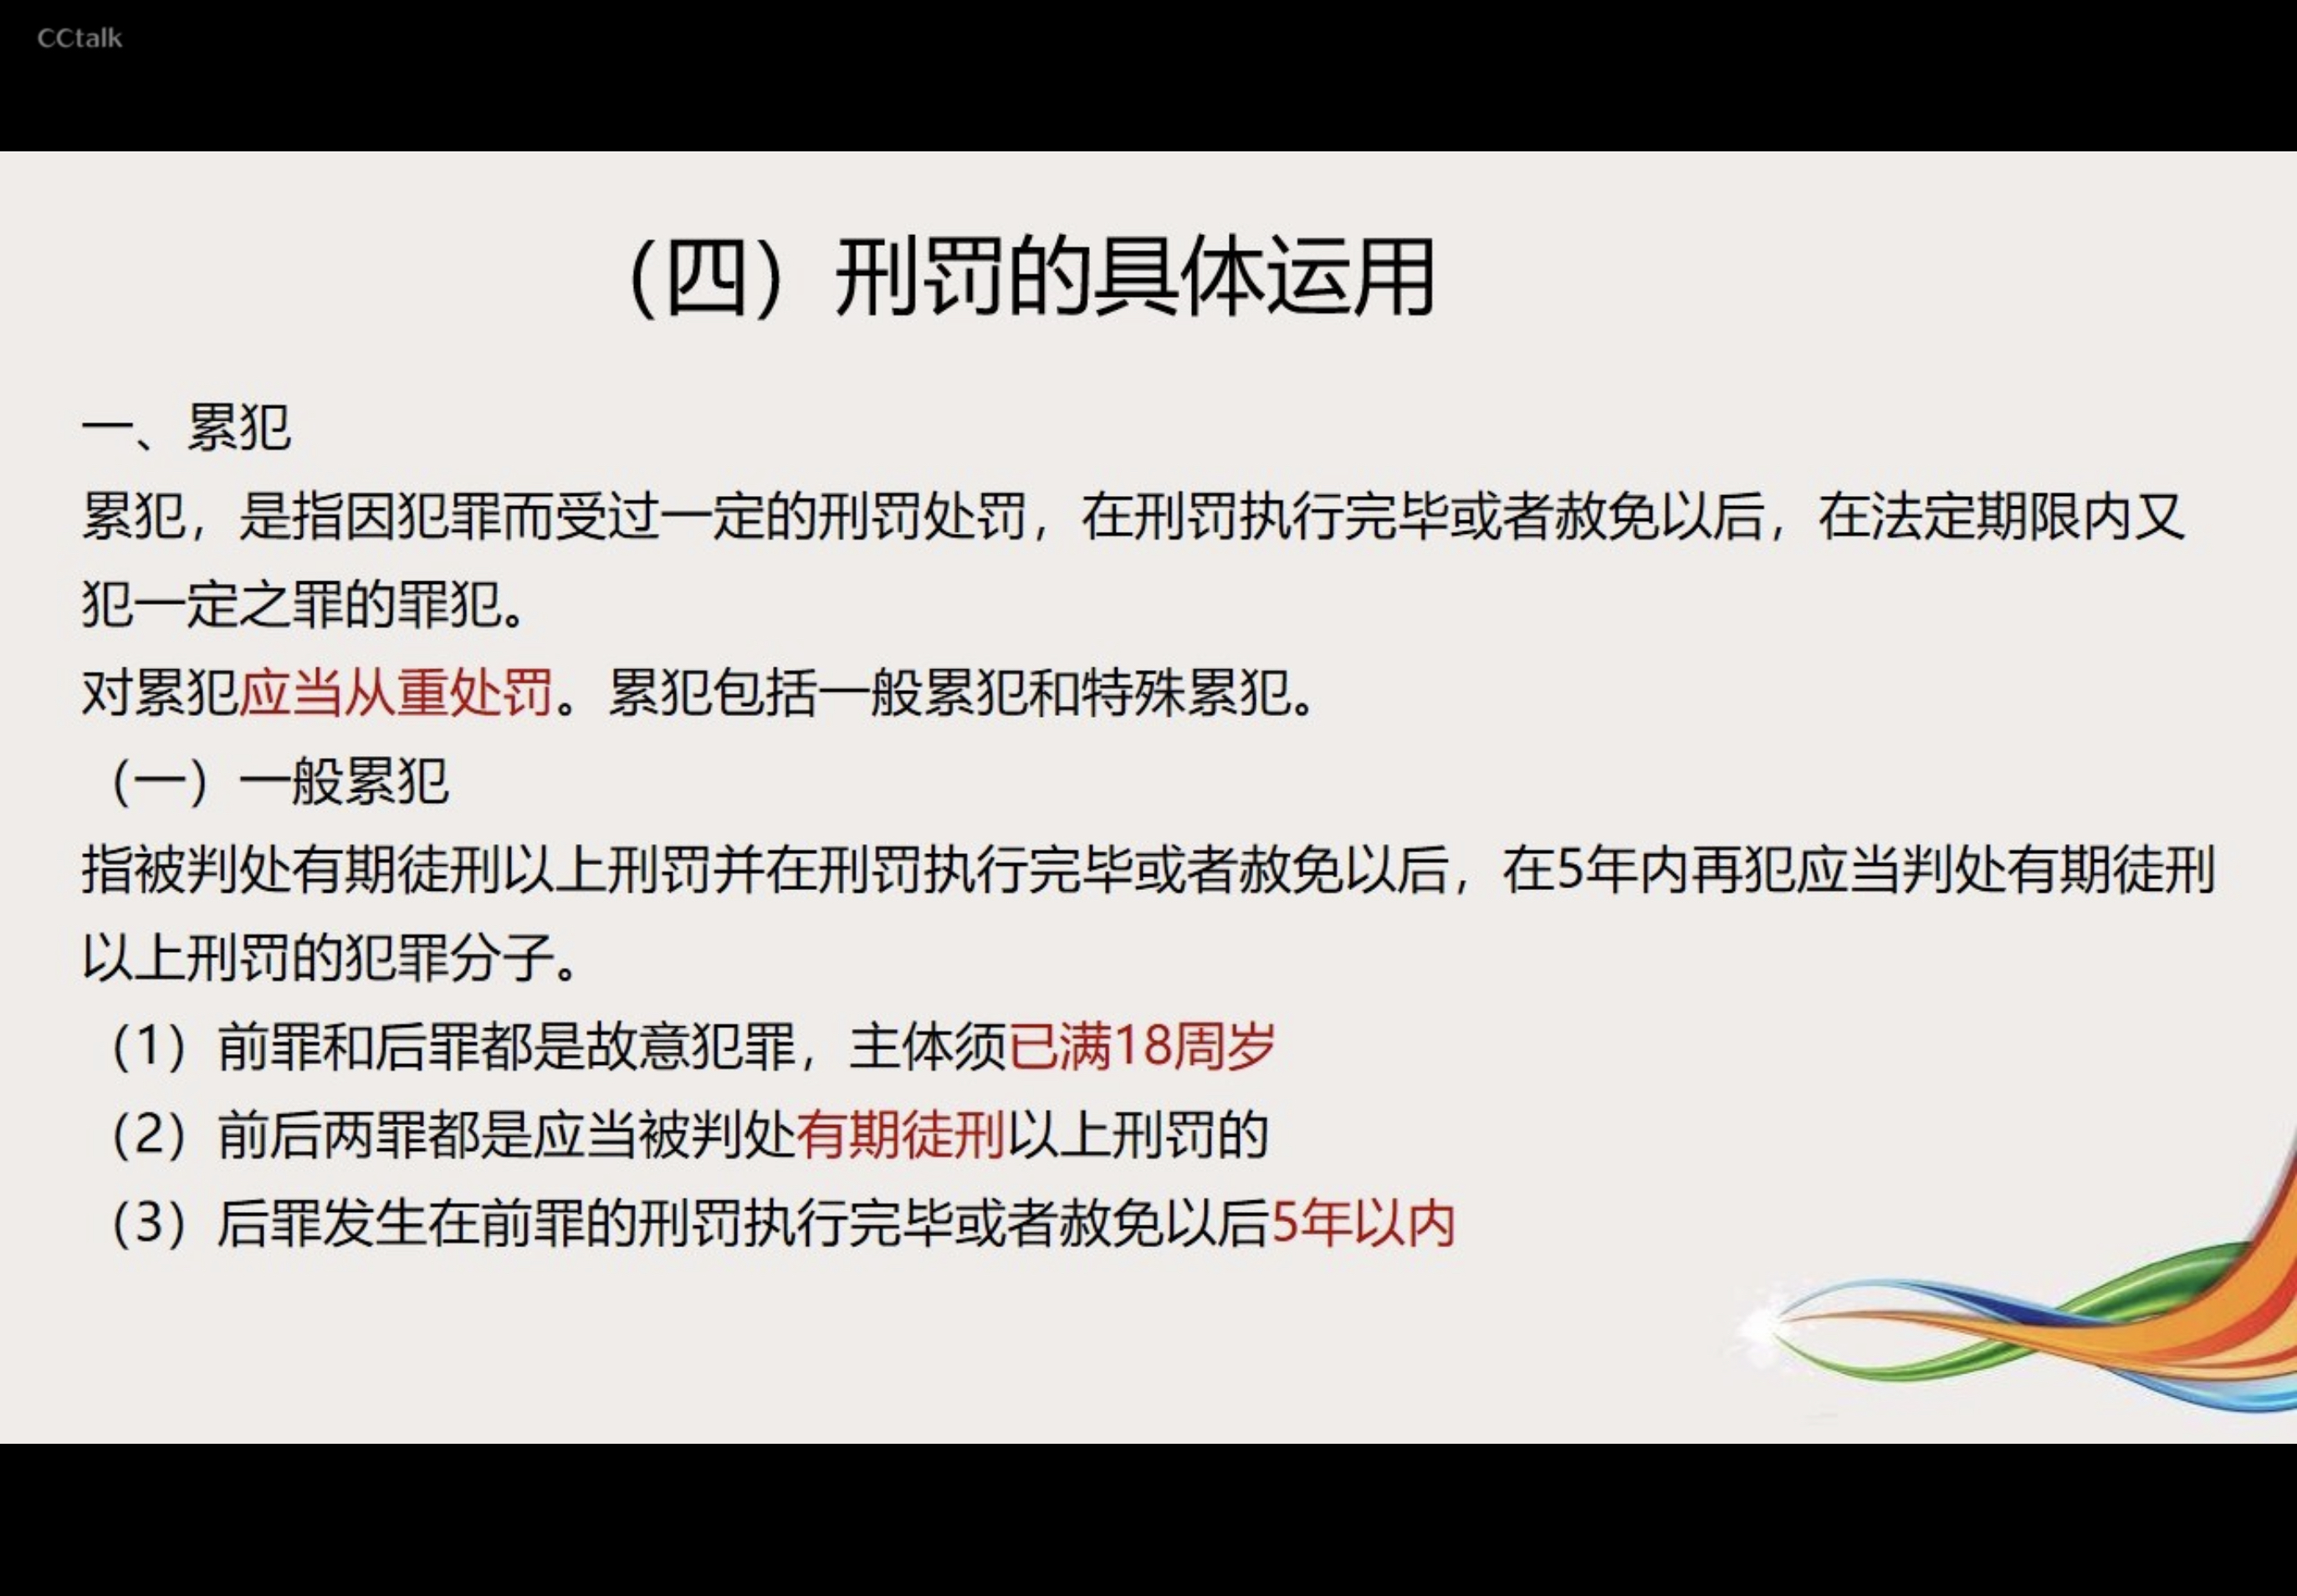 CCtalk
（四）刑罚的具体运用
一、累犯
累犯，是指因犯罪而受过一定的刑罚处罚，在刑罚执行完毕或者赦免以后，在法定期限内又
犯一定之罪的罪犯。
对累犯应当从重处罚。累犯包括一般累犯和特殊累犯。
（一）一般累犯
指被判处有期徒刑以上刑罚并在刑罚执行完毕或者赦免以后，在5年内再犯应当判处有期徒刑
以上刑罚的犯罪分子。
（1）前罪和后罪都是故意犯罪，主体须已满18周岁
（2）前后两罪都是应当被判处有期徒刑以上刑罚的
（3）后罪发生在前罪的刑罚执行完毕或者赦免以后5年以内